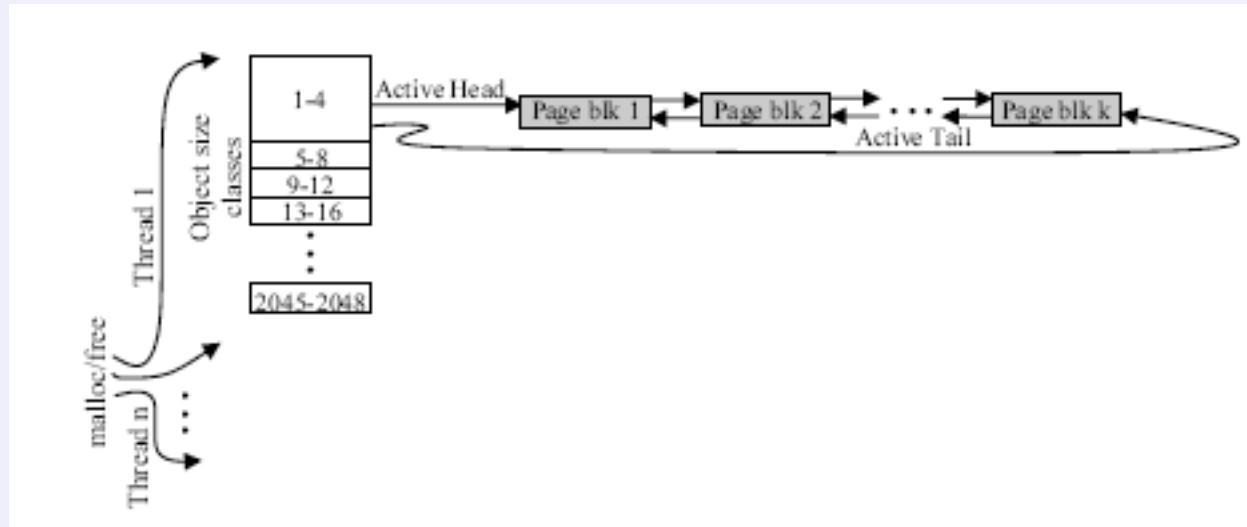 malloc/free
Thread 1
Thread n
Object size
classes
1-4
5-8
9-12
13-16
2045-2048
Active Head
Page blk 1
Page blk 2
Page blk k
Active Tail